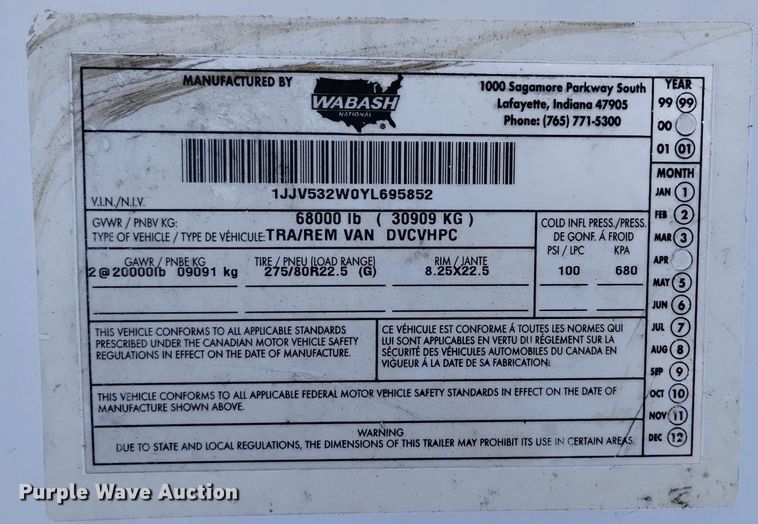 MANUFACTURED BY
WABASH
NATIONAL
®
1000 Sagamore Parkway South
Lafayette, Indiana 47905
Phone: (765) 771-5300
YEAR
99 99
00
01 01
MONTH
JAN 1
FEB 2
MAR 3
APR
MAY 5
JUN 6
JUL 7
AUG 8
SEP 9
OCT 10
NOV 11
DEC 12
V.I.N./N.I.V. 1JJV532W0YL695852
GVWR / PNBV KG: 68000 lb ( 30909 KG )
TYPE OF VEHICLE / TYPE DE VÉHICULE: TRA/REM VAN DVCVHPC
COLD INFL PRESS./PRESS.
DE GONF. Á FROID
PSI / LPC KPA
100 680
GAWR / PNBE KG TIRE / PNEU (LOAD RANGE) RIM / JANTE
2@20000lb 09091 kg 275/80R22.5 (G) 8.25X22.5
THIS VEHICLE CONFORMS TO ALL APPLICABLE STANDARDS
PRESCRIBED UNDER THE CANADIAN MOTOR VEHICLE SAFETY
REGULATIONS IN EFFECT ON THE DATE OF MANUFACTURE.
CE VÉHICULE EST CONFORME Á TOUTES LES NORMES QUI
LUI SONT APPLICABLES EN VERTU DU RÉGLEMENT SUR LA
SÉCURITÉ DES VÉHICULES AUTOMOBILES DU CANADA EN
VIGUEUR Á LA DATE DE SA FABRICATION.
THIS VEHICLE CONFORMS TO ALL APPLICABLE FEDERAL MOTOR VEHICLE SAFETY STANDARDS IN EFFECT ON THE DATE OF
MANUFACTURE SHOWN ABOVE.
WARNING
DUE TO STATE AND LOCAL REGULATIONS, THE DIMENSIONS OF THIS TRAILER MAY PROHIBIT ITS USE IN CERTAIN AREAS.
Purple Wave Auction